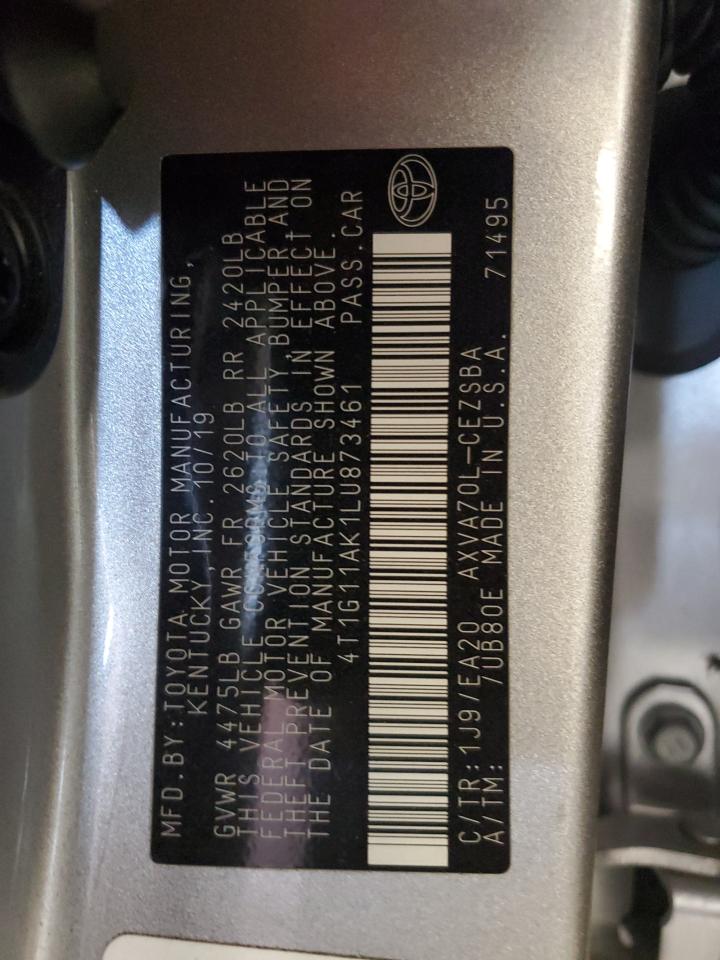 MFD.BY:TOYOTA MOTOR MANUFACTURING,
KENTUCKY,INC.10/19
GVWR 4475LB GAWR FR 2620LB RR 2420LB
THIS VEHICLE TO ALL APPLICABLE
FEDERAL MOTOR VEHICLE SAFETY,BUMPER AND
THEFT PREVENTION STANDARDS IN EFFECT ON
THE DATE OF MANUFACTURE SHOWN ABOVE.
4T1G11AK1LU873461 PASS.CAR
C/TR:1J9/EA20 AXVA70L-CEZSBA
A/TM: 70B80E MADE IN U.S.A. 71495